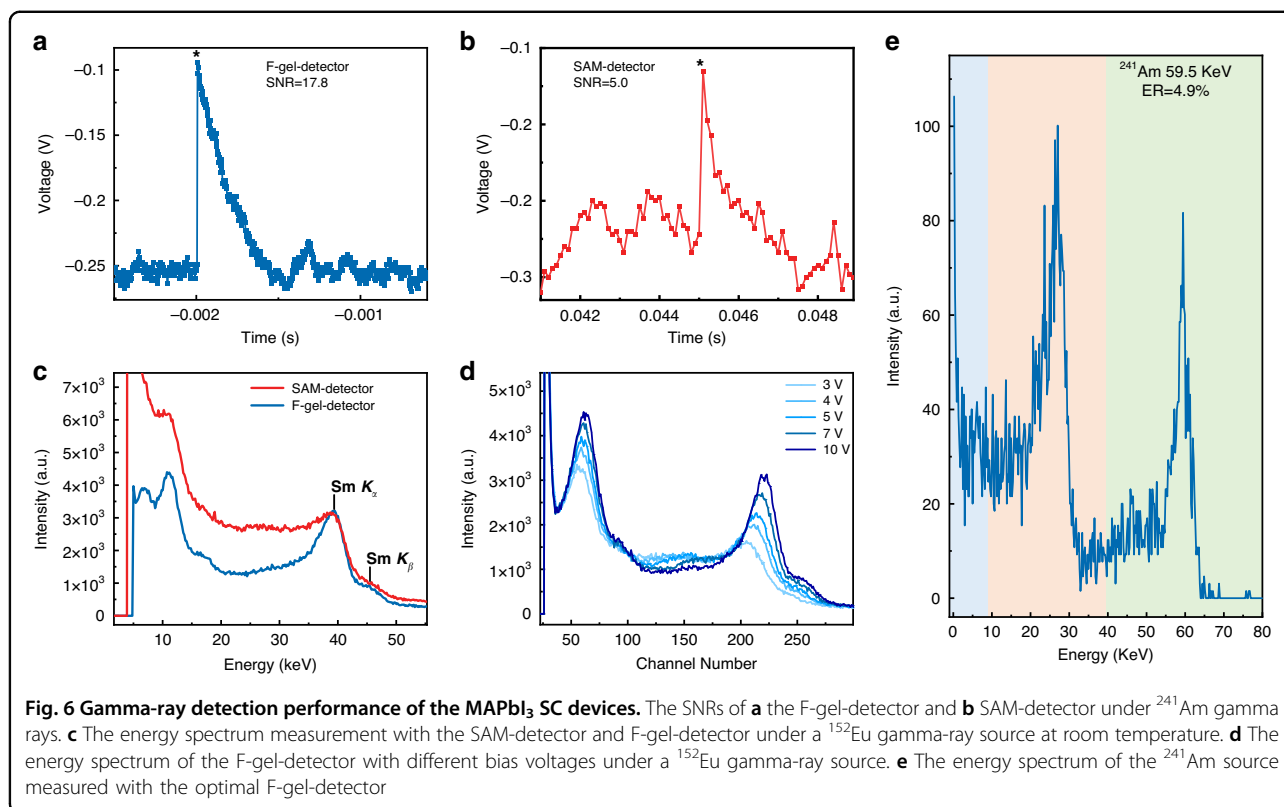 a
F-gel-detector
SNR=17.8
*
−0.1
−0.15
−0.2
−0.25
Voltage (V)
−0.002
−0.001
Time (s)
b
SAM-detector
SNR=5.0
*
−0.1
−0.2
−0.2
−0.3
Voltage (V)
0.042
0.044
0.046
0.048
Time (s)
c
SAM-detector
F-gel-detector
7×10³
6×10³
5×10³
4×10³
3×10³
2×10³
1×10³
0
Intensity (a.u.)
Sm Kα
Sm Kβ
10
20
30
40
50
Energy (keV)
d
3 V
4 V
5 V
7 V
10 V
5×10³
4×10³
3×10³
2×10³
1×10³
0
Intensity (a.u.)
50
100
150
200
250
Channel Number
e
²⁴¹Am 59.5 KeV
ER=4.9%
100
80
60
40
20
0
Intensity (a.u.)
0
10
20
30
40
50
60
70
80
Energy (KeV)
Fig. 6 Gamma-ray detection performance of the MAPbI₃ SC devices. The SNRs of a the F-gel-detector and b SAM-detector under ²⁴¹Am gamma
rays. c The energy spectrum measurement with the SAM-detector and F-gel-detector under a ¹⁵²Eu gamma-ray source at room temperature. d The
energy spectrum of the F-gel-detector with different bias voltages under a ¹⁵²Eu gamma-ray source. e The energy spectrum of the ²⁴¹Am source
measured with the optimal F-gel-detector